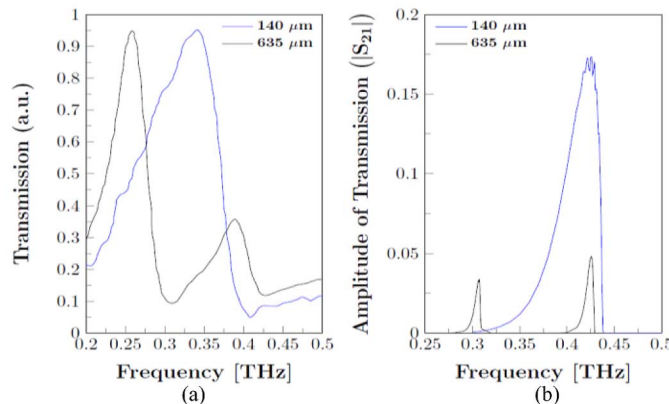 1
0.9
0.8
0.7
0.6
0.5
0.4
0.3
0.2
0.1
0
Transmission (a.u.)
140 μm
635 μm
0.2 0.25 0.3 0.35 0.4 0.45 0.5
Frequency [THz]
(a)
0.2
0.15
0.1
0.05
0
Amplitude of Transmission (|S21|)
140 μm
635 μm
0.25 0.3 0.35 0.4 0.45 0.5
Frequency [THz]
(b)